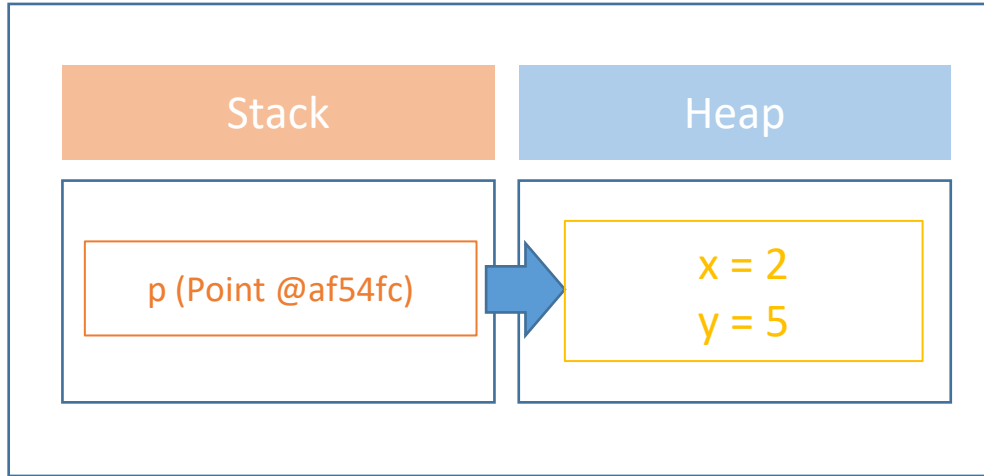 Stack
Heap
p (Point @af54fc)
x = 2
y = 5